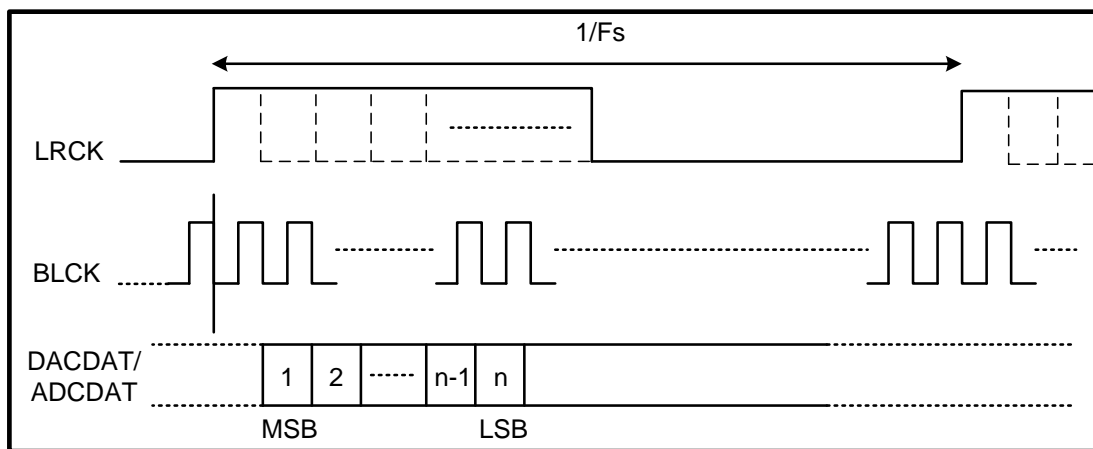 1/Fs
LRCK
BLCK
DACDAT/
ADCDAT
1 2 n-1 n
MSB LSB